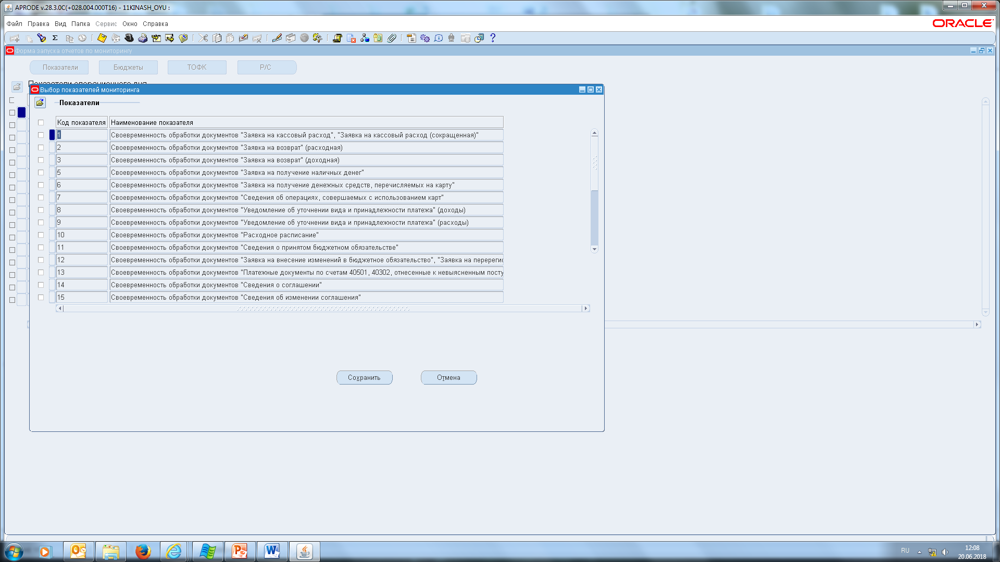 APRODE v.28.3.0C(+028.004.000T16) - 11KINASH_OYU :
Файл Правка Вид Папка Сервис Окно Справка
ORACLE
Форма запуска отчетов по мониторингу
Показатели Бюджеты ТОФК Р/С
Показатели операционного дня
Выбор показателей мониторинга
Показатели
Код показателя Наименование показателя
1 Своевременность обработки документов "Заявка на кассовый расход", "Заявка на кассовый расход (сокращенная)"
2 Своевременность обработки документов "Заявка на возврат" (расходная)
3 Своевременность обработки документов "Заявка на возврат" (доходная)
5 Своевременность обработки документов "Заявка на получение наличных денег"
6 Своевременность обработки документов "Заявка на получение денежных средств, перечисляемых на карту"
7 Своевременность обработки документов "Сведения об операциях, совершаемых с использованием карт"
8 Своевременность обработки документов "Уведомление об уточнении вида и принадлежности платежа" (доходы)
9 Своевременность обработки документов "Уведомление об уточнении вида и принадлежности платежа" (расходы)
10 Своевременность обработки документов "Расходное расписание"
11 Своевременность обработки документов "Сведения о принятом бюджетном обязательстве"
12 Своевременность обработки документов "Заявка на внесение изменений в бюджетное обязательство", "Заявка на перерегис
13 Своевременность обработки документов "Платежные документы по счетам 40501, 40302, отнесенные к невыясненным посту
14 Своевременность обработки документов "Сведения о соглашении"
15 Своевременность обработки документов "Сведения об изменении соглашения"
Сохранить Отмена
RU
12:08
20.06.2018